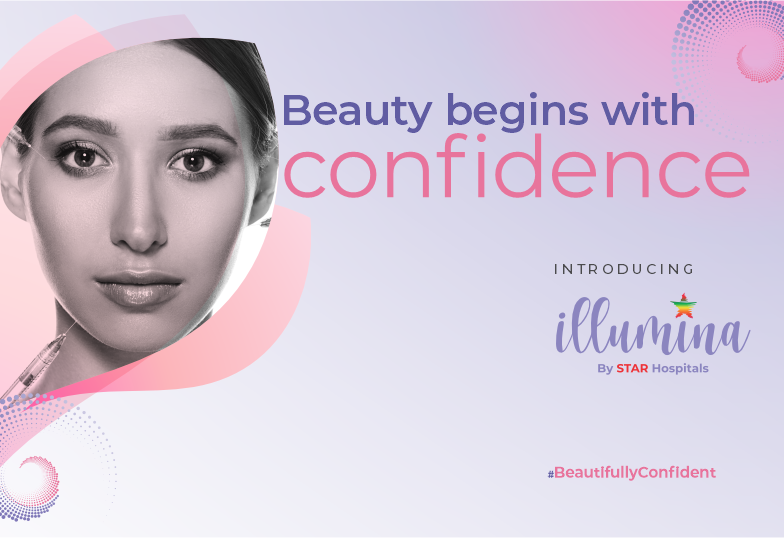 Beauty begins with
confidence
INTRODUCING
illumina
By STAR Hospitals
#BeautifullyConfident